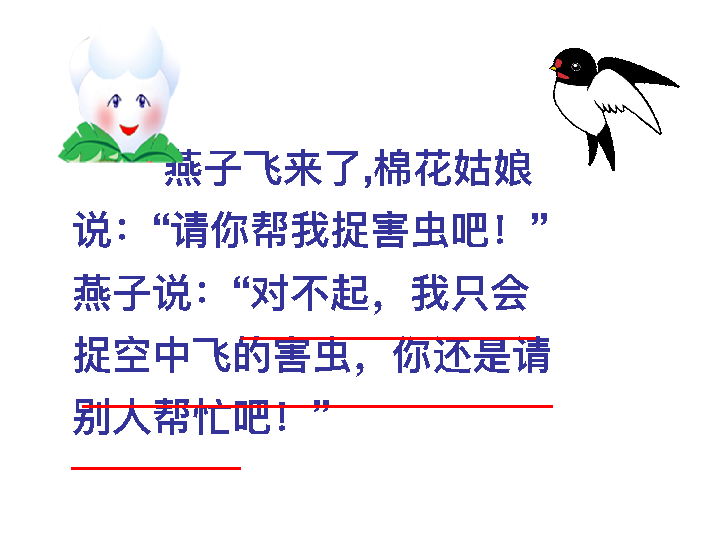 燕子飞来了,棉花姑娘
说：“请你帮我捉害虫吧！”
燕子说：“对不起，我只会
捉空中飞的害虫，你还是请
别人帮忙吧！”